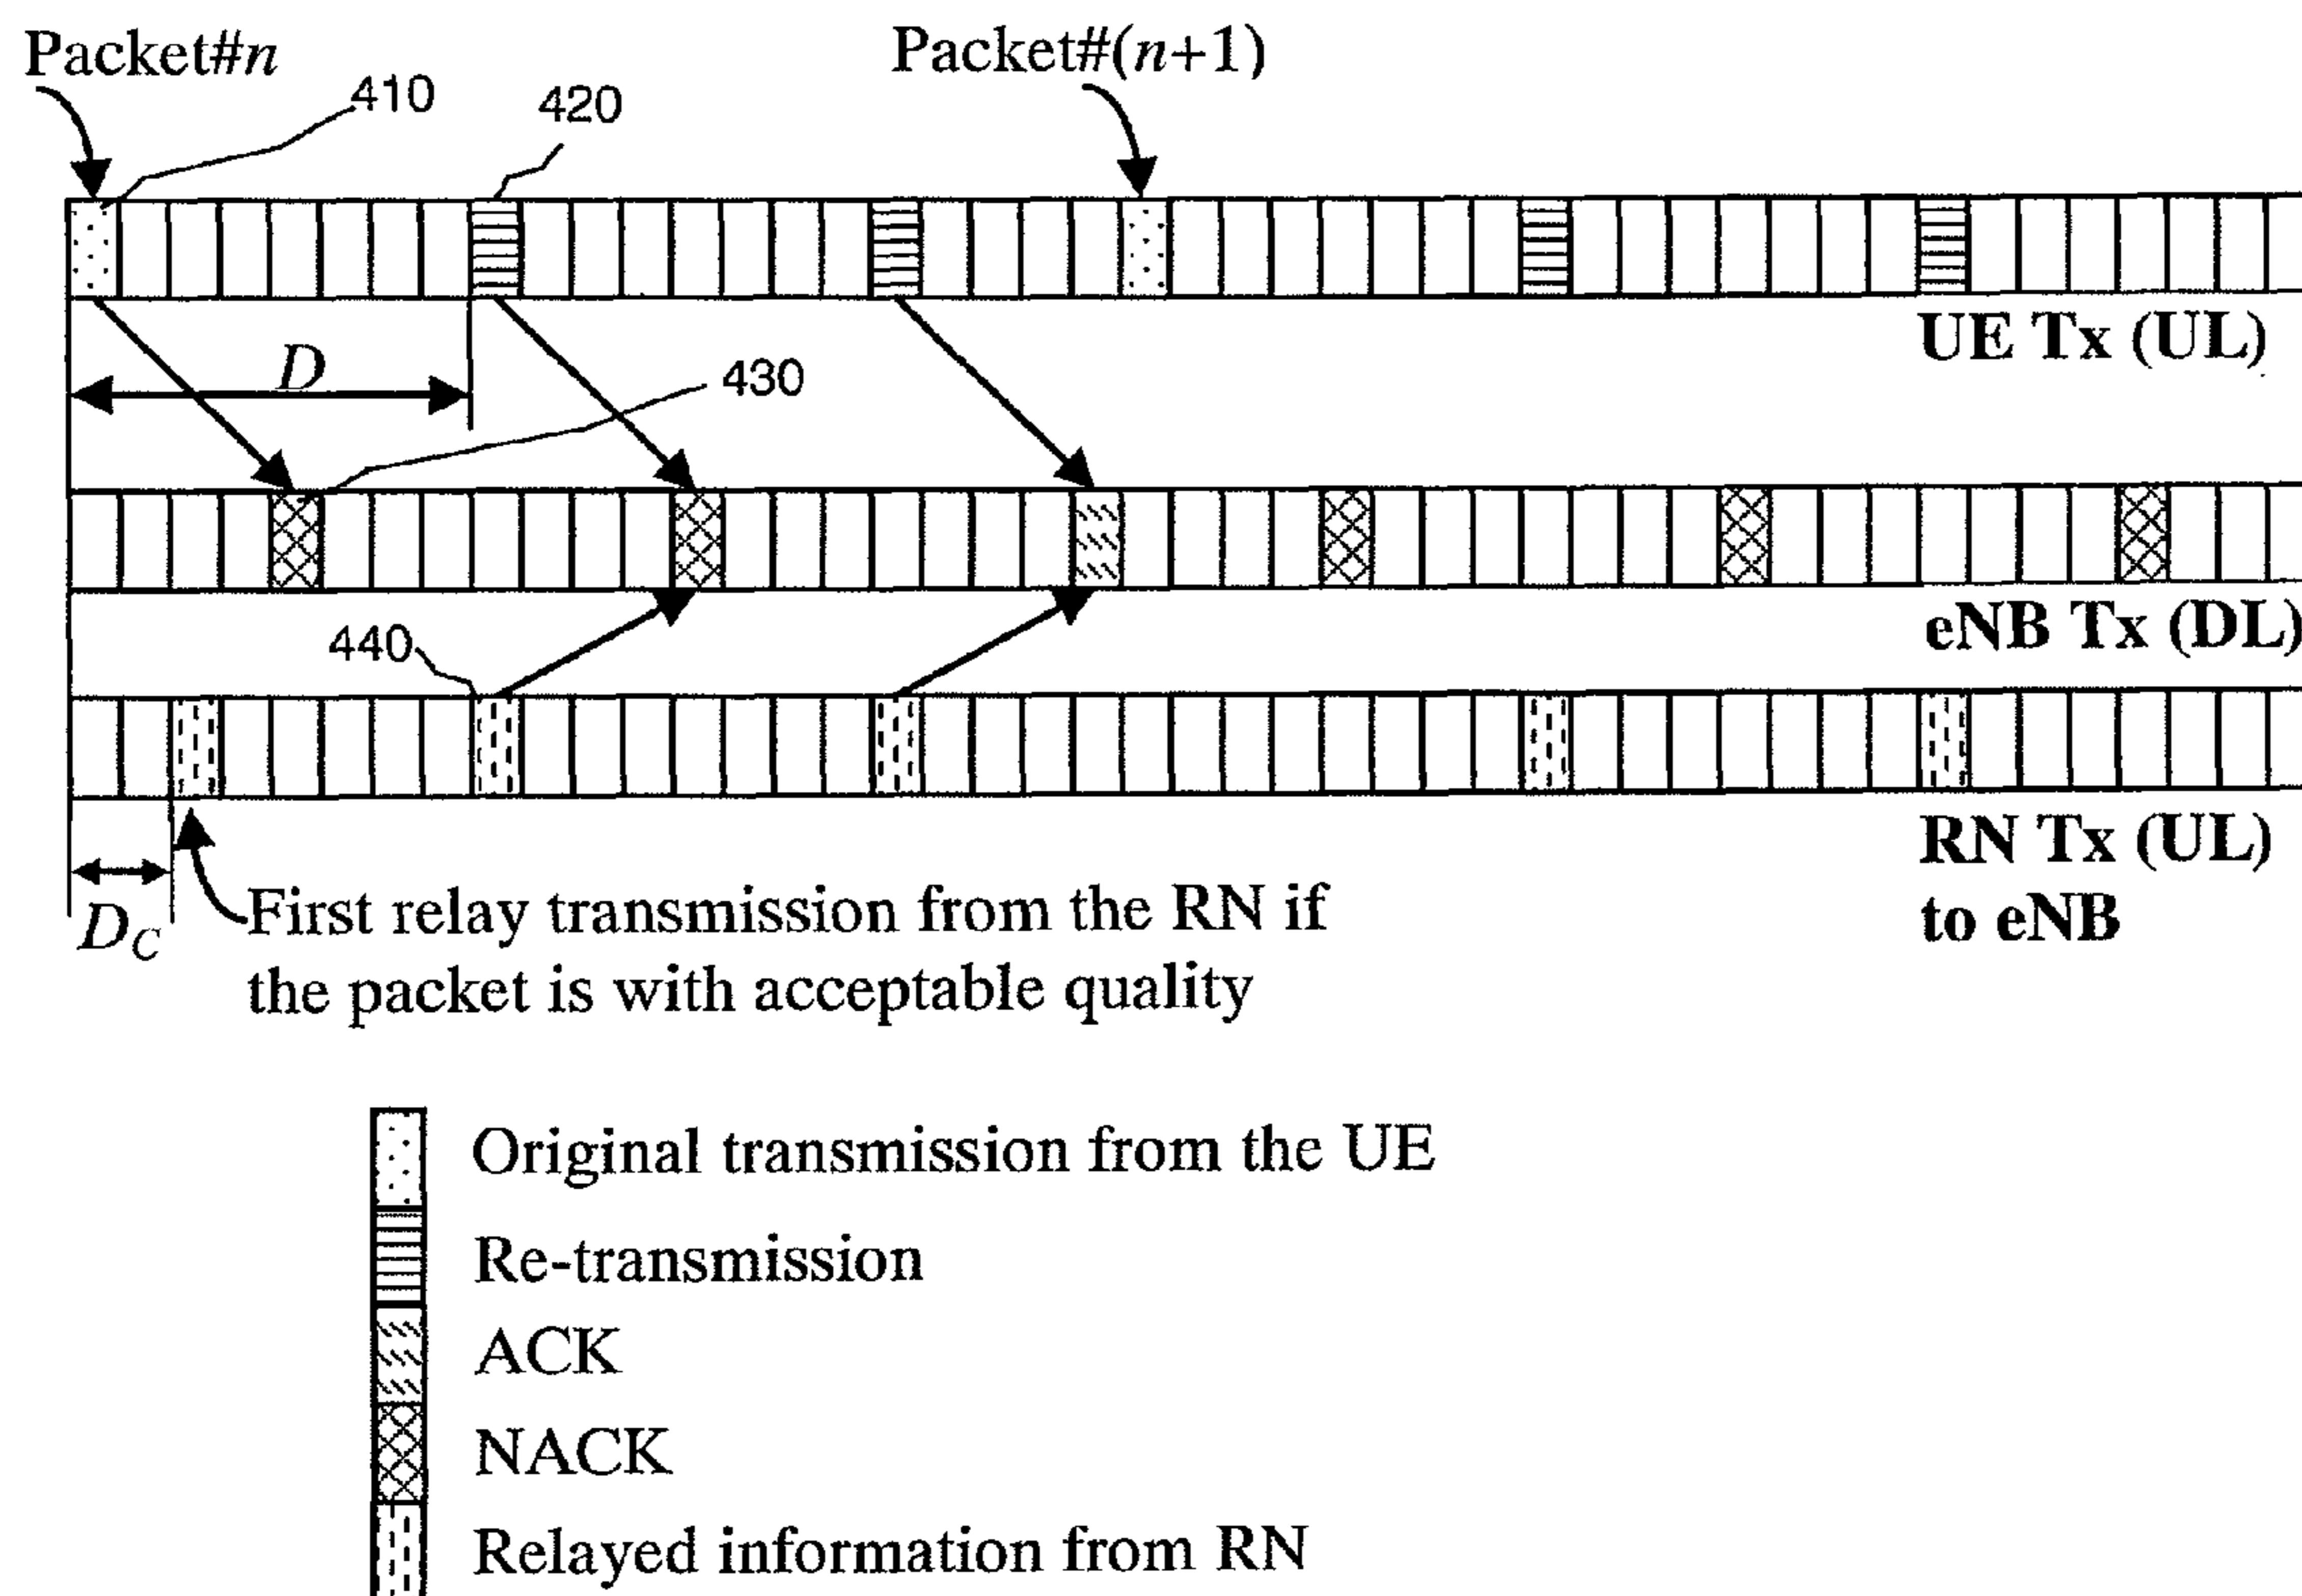 Packet#n
Packet#(n+1)
410
420
UE Tx (UL)
D
430
eNB Tx (DL)
440
RN Tx (UL)
to eNB
D_C
First relay transmission from the RN if
the packet is with acceptable quality
Original transmission from the UE
Re-transmission
ACK
NACK
Relayed information from RN